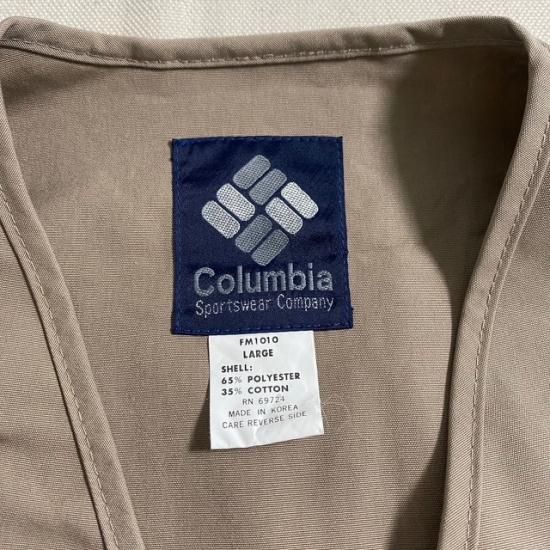 Columbia
Sportswear Company
FM1010
LARGE
SHELL:
65% POLYESTER
35% COTTON
RN 69724
MADE IN KOREA
CARE REVERSE SIDE